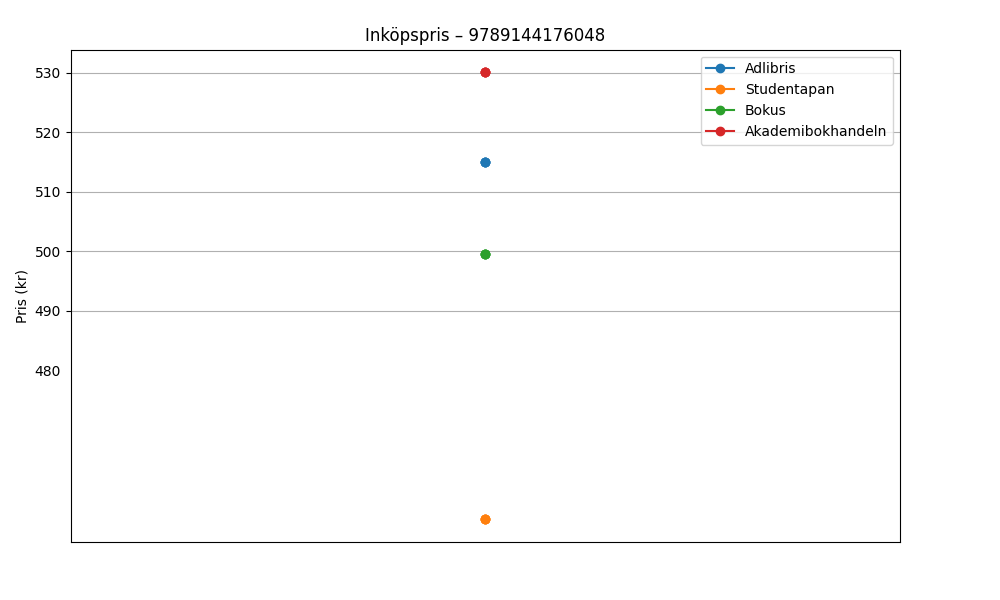 Inköpspris – 9789144176048
530
520
510
500
490
480
Pris (kr)
Adlibris
Studentapan
Bokus
Akademibokhandeln